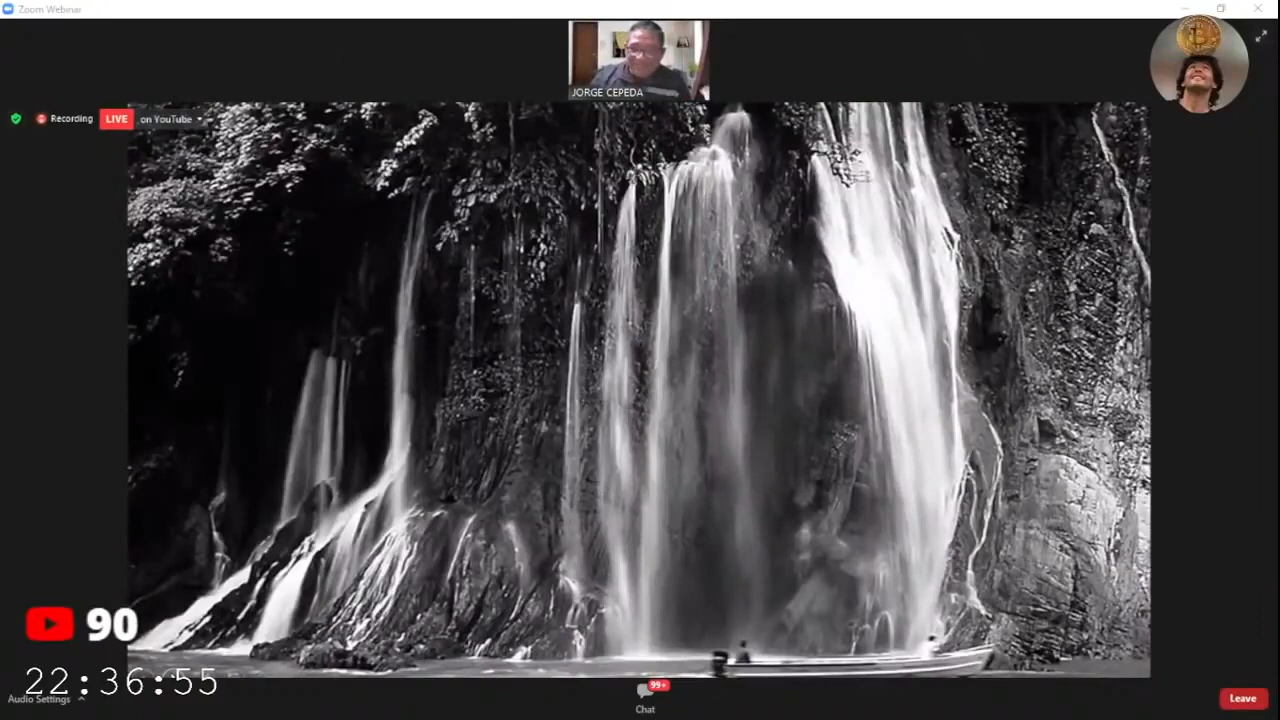 Zoom Webinar
JORGE CEPEDA
Recording LIVE on YouTube
90
22:36:55
Audio Settings
99+
Chat
Leave